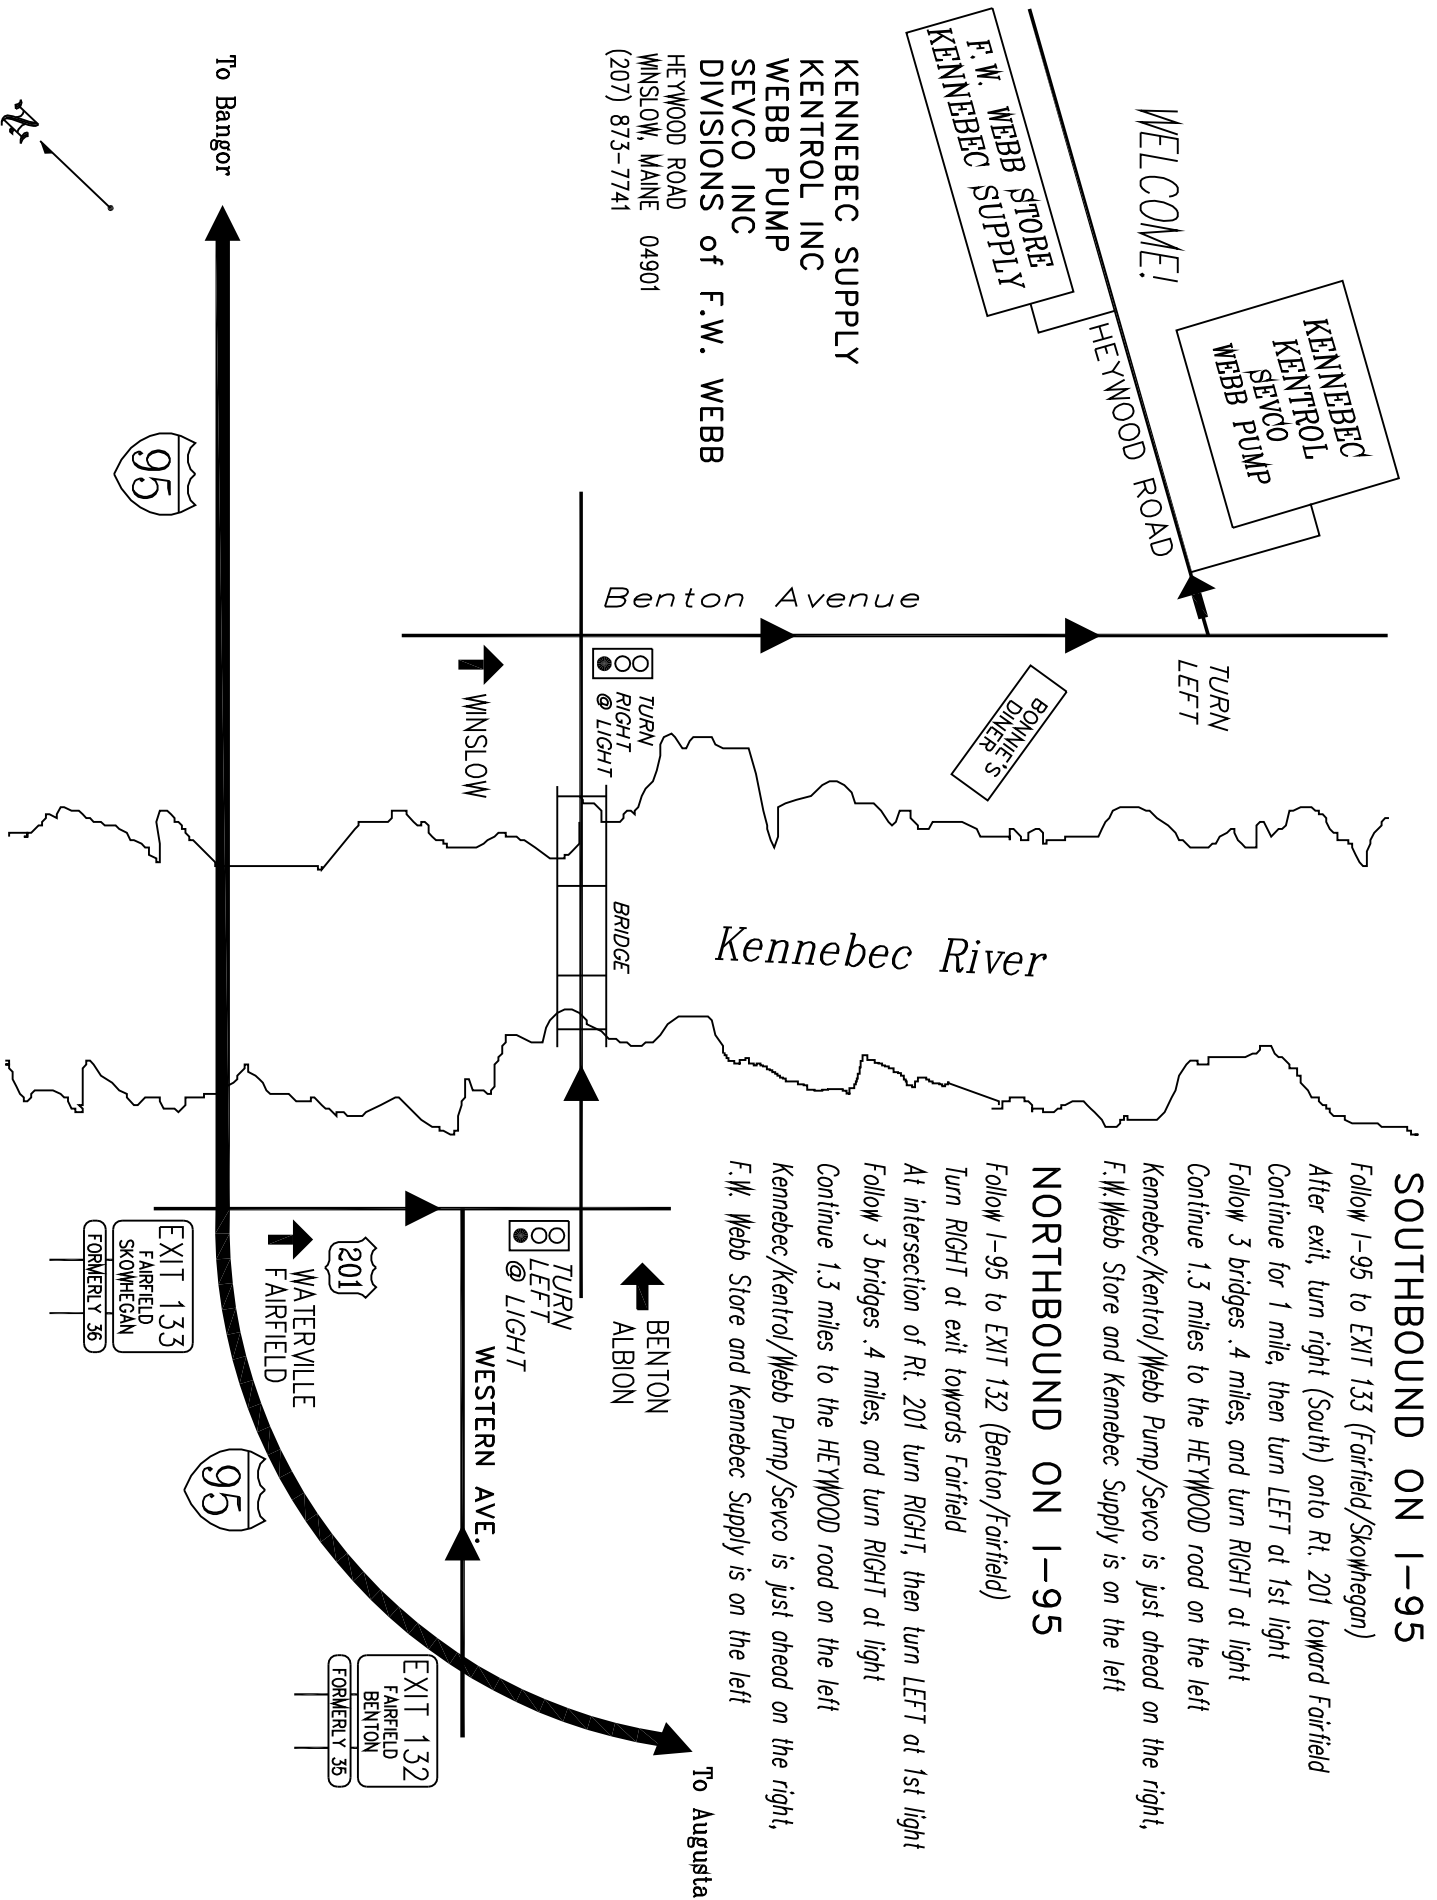 SOUTHBOUND ON I-95
Follow I-95 to EXIT 133 (Fairfield/Skowhegan)
After exit, turn right (South) onto Rt. 201 toward Fairfield
Continue for 1 mile, then turn LEFT at 1st light
Follow 3 bridges .4 miles, and turn RIGHT at light
Continue 1.3 miles to the HEYWOOD road on the left
Kennebec/Kentrol/Webb Pump/Sevco is just ahead on the right,
F.W.Webb Store and Kennebec Supply is on the left
NORTHBOUND ON I-95
Follow I-95 to EXIT 132 (Benton/Fairfield)
Turn RIGHT at exit towards Fairfield
At intersection of Rt. 201 turn RIGHT, then turn LEFT at 1st light
Follow 3 bridges .4 miles, and turn RIGHT at light
Continue 1.3 miles to the HEYWOOD road on the left
Kennebec/Kentrol/Webb Pump/Sevco is just ahead on the right,
F.W. Webb Store and Kennebec Supply is on the left
WELCOME!
KENNEBEC
KENTROL
SEVCO
WEBB PUMP
F.W. WEBB STORE
KENNEBEC SUPPLY
HEYWOOD ROAD
TURN
LEFT
BONNIE'S
DINER
KENNEBEC SUPPLY
KENTROL INC
WEBB PUMP
SEVCO INC
DIVISIONS of F.W. WEBB
HEYWOOD ROAD
WINSLOW, MAINE 04901
(207) 873-7741
Benton Avenue
TURN
RIGHT
@ LIGHT
WINSLOW
BRIDGE
Kennebec River
BENTON
ALBION
TURN
LEFT
@ LIGHT
WESTERN AVE.
201
WATERVILLE
FAIRFIELD
EXIT 133
FAIRFIELD
SKOWHEGAN
FORMERLY 36
EXIT 132
FAIRFIELD
BENTON
FORMERLY 35
95
95
To Bangor
To Augusta
N